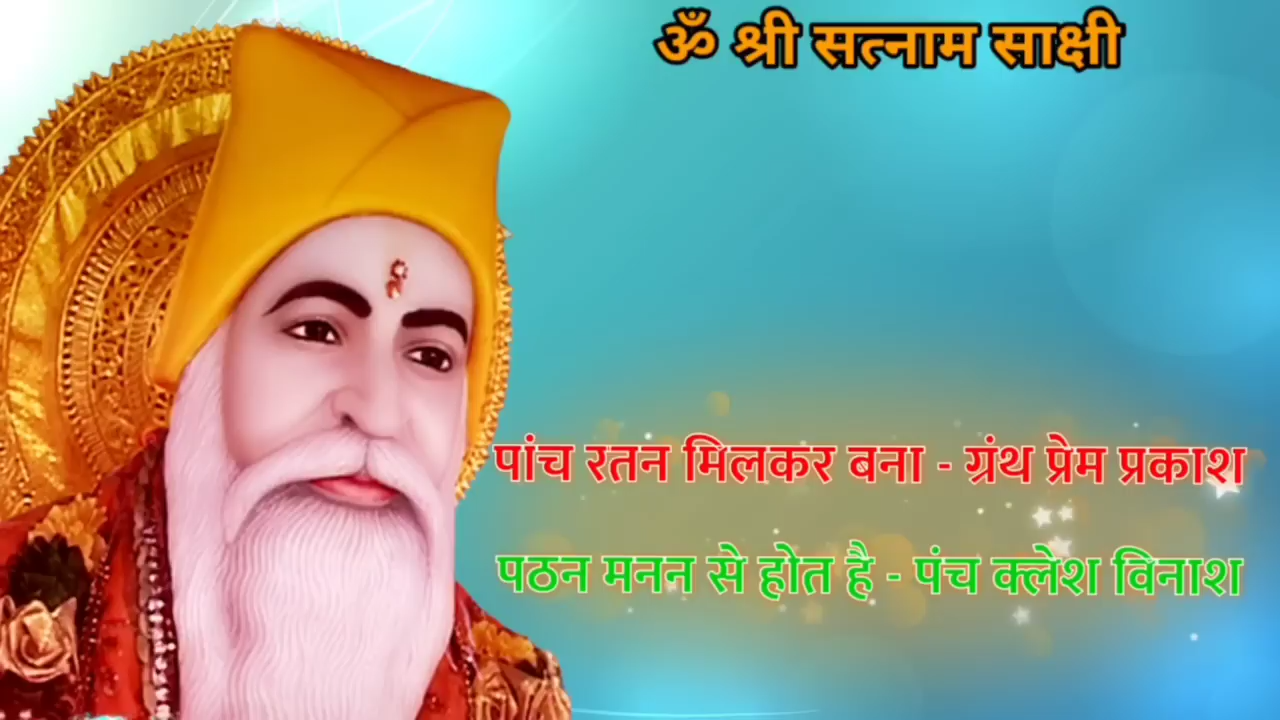 ॐ श्री सत्नाम साक्षी
पांच रतन मिलकर बना - ग्रंथ प्रेम प्रकाश
पठन मनन से होत है - पंच क्लेश विनाश